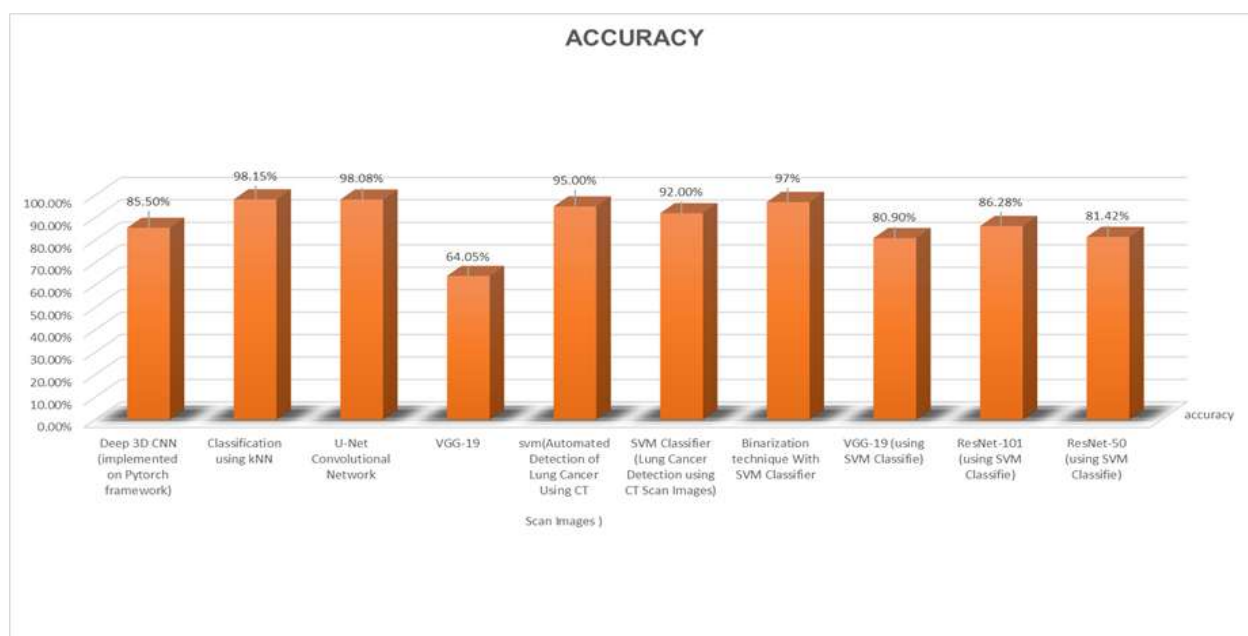 ACCURACY
98.15%
98.08%
95.00%
97%
92.00%
85.50%
86.28%
80.90%
81.42%
64.05%
100.00%
90.00%
80.00%
70.00%
60.00%
50.00%
40.00%
30.00%
20.00%
10.00%
0.00%
accuracy
Deep 3D CNN
(implemented
on Pytorch
framework)
Classification
using kNN
U-Net
Convolutional
Network
VGG-19
svm(Automated
Detection of
Lung Cancer
Using CT
Scan Images )
SVM Classifier
(Lung Cancer
Detection using
CT Scan Images)
Binarization
technique With
SVM Classifier
VGG-19 (using
SVM Classifie)
ResNet-101
(using SVM
Classifie)
ResNet-50
(using SVM
Classifie)